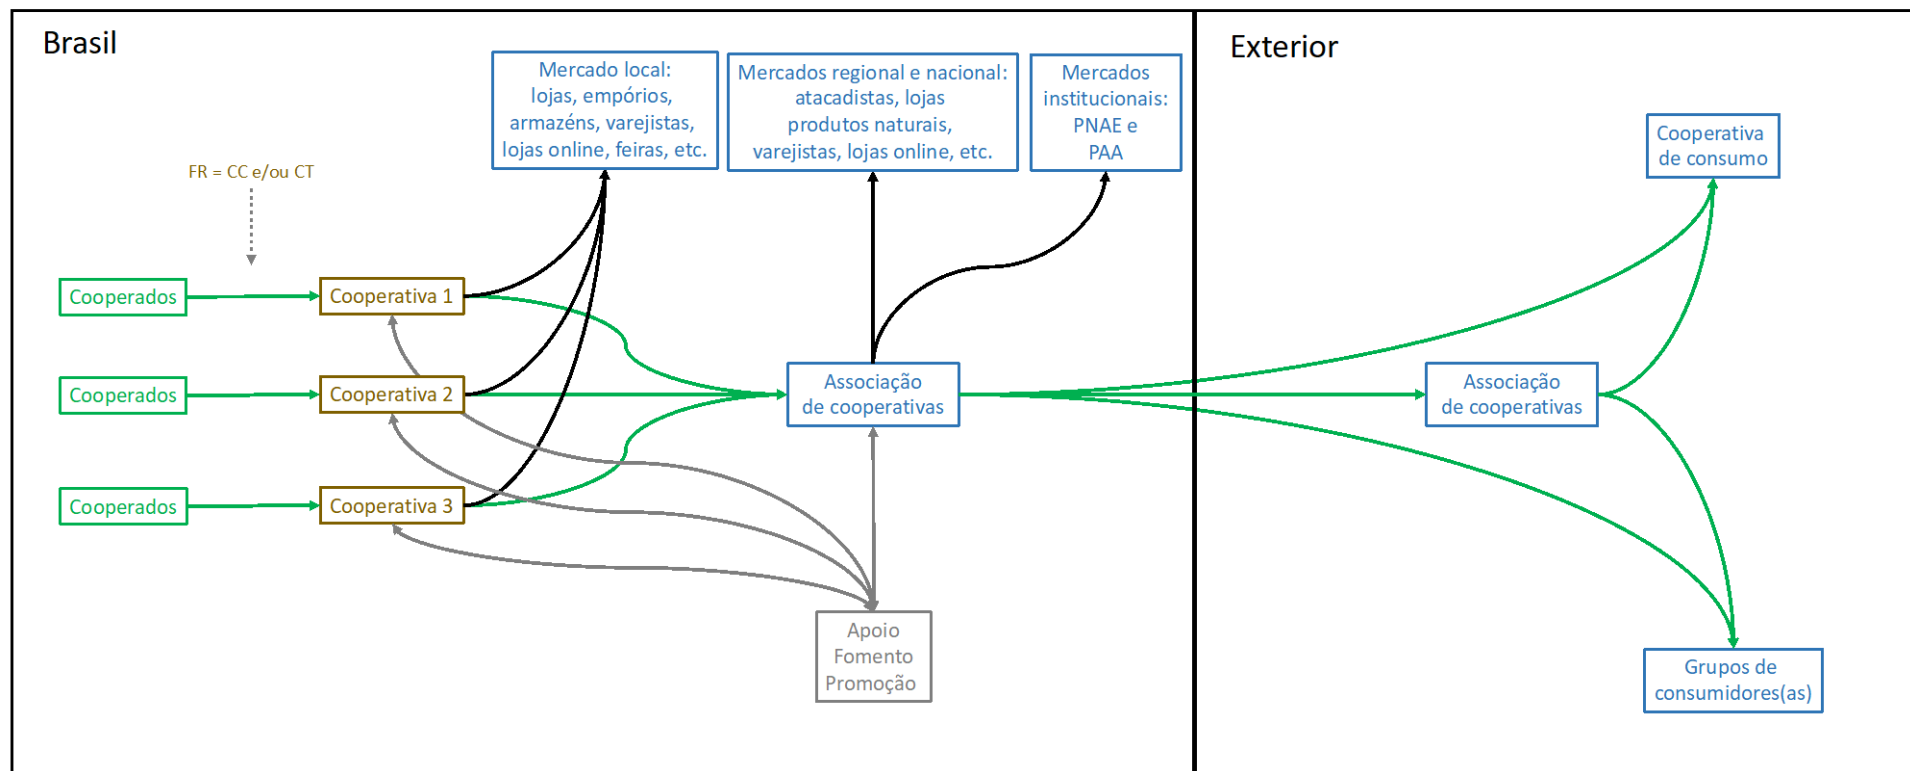 Brasil
Exterior
Mercado local:
lojas, empórios,
armazéns, varejistas,
lojas online, feiras, etc.
Mercados regional e nacional:
atacadistas, lojas
produtos naturais,
varejistas, lojas online, etc.
Mercados
institucionais:
PNAE e
PAA
Cooperativa
de consumo
FR = CC e/ou CT
Cooperados
Cooperativa 1
Cooperados
Cooperativa 2
Associação
de cooperativas
Associação
de cooperativas
Cooperados
Cooperativa 3
Apoio
Fomento
Promoção
Grupos de
consumidores(as)